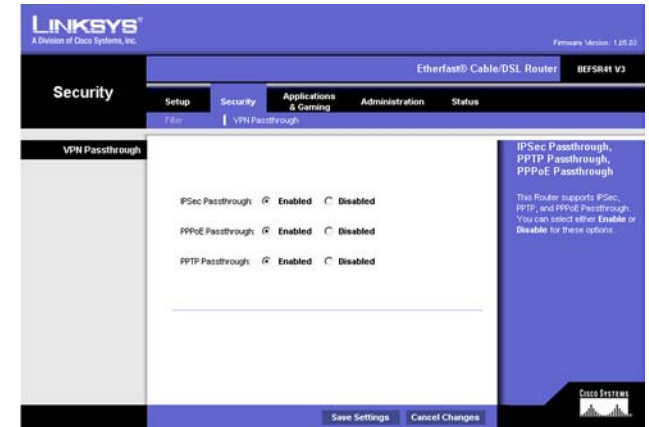 LINKSYS®
A Division of Cisco Systems, Inc.
Firmware Version: 1.05.03
Etherfast® Cable/DSL Router BEFSR41 V3
Security
Setup Security Applications & Gaming Administration Status
Filter VPN Passthrough
VPN Passthrough
IPSec Passthrough: Enabled Disabled
PPPoE Passthrough: Enabled Disabled
PPTP Passthrough: Enabled Disabled
IPSec Passthrough,
PPTP Passthrough,
PPPoE Passthrough
This Router supports IPSec,
PPTP, and PPPoE Passthrough.
You can select either Enable or
Disable for these options.
Save Settings Cancel Changes
CISCO SYSTEMS